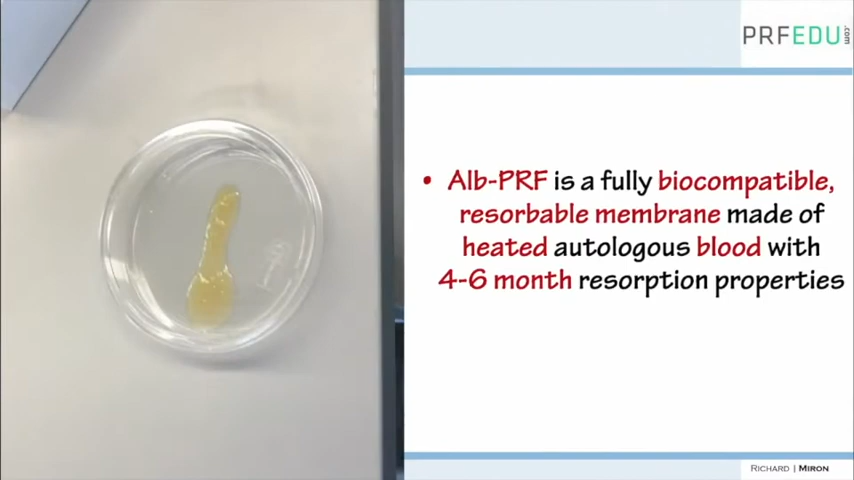 PRFEDU.com
• Alb-PRF is a fully biocompatible,
resorbable membrane made of
heated autologous blood with
4-6 month resorption properties
RICHARD | MIRON